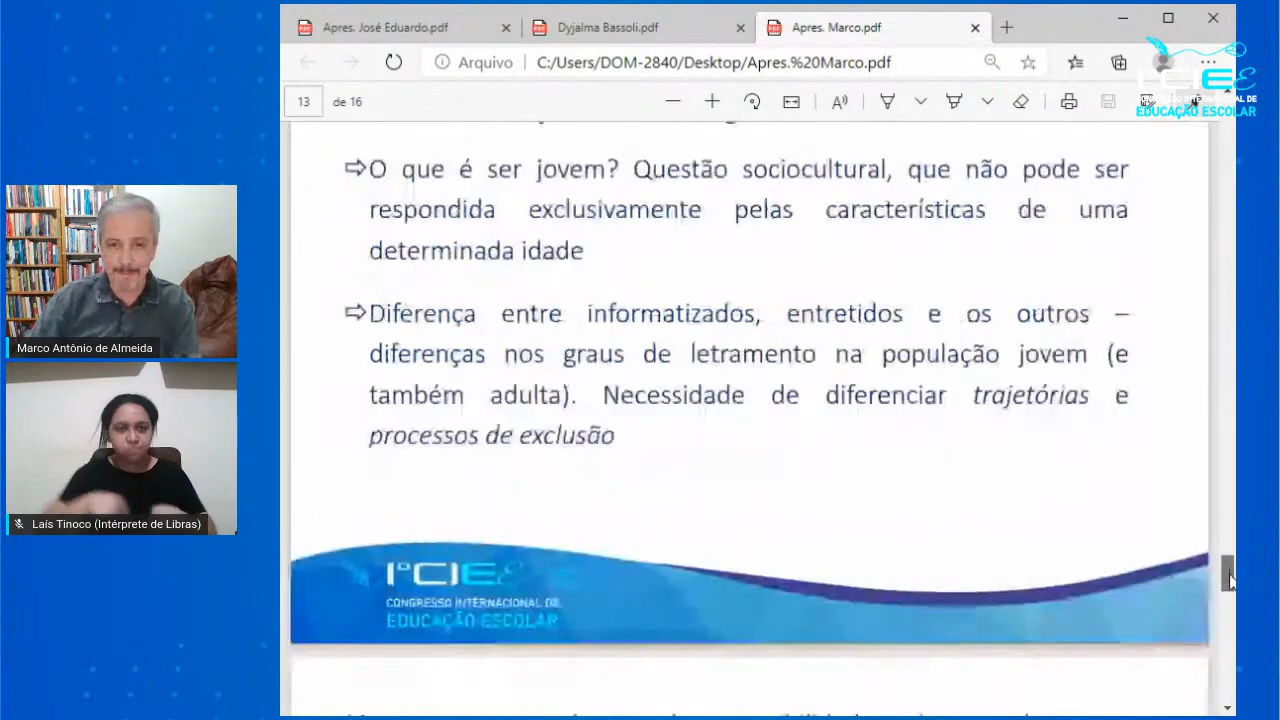 Apres. José Eduardo.pdf
Dyjalma Bassoli.pdf
Apres. Marco.pdf
Arquivo
C:/Users/DOM-2840/Desktop/Apres.%20Marco.pdf
13
de 16
I CIEE
EDUCAÇÃO ESCOLAR
⇨O que é ser jovem? Questão sociocultural, que não pode ser
respondida exclusivamente pelas características de uma
determinada idade
⇨Diferença entre informatizados, entretidos e os outros –
diferenças nos graus de letramento na população jovem (e
também adulta). Necessidade de diferenciar trajetórias e
processos de exclusão
Marco Antônio de Almeida
Laís Tinoco (Intérprete de Libras)
I°CIEE
CONGRESSO INTERNACIONAL DE
EDUCAÇÃO ESCOLAR